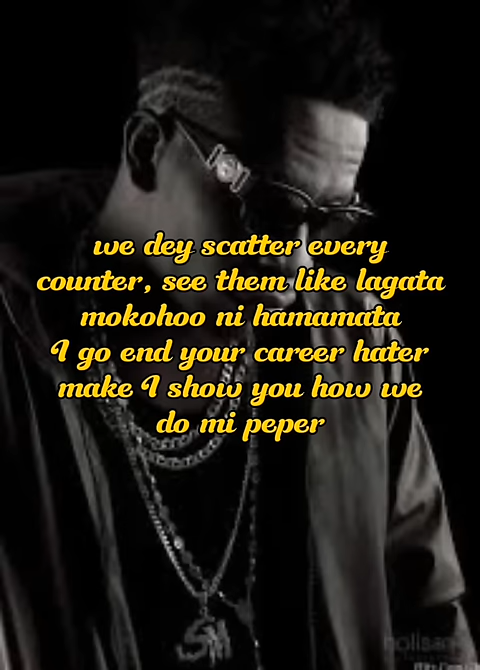 we dey scatter every
counter, see them like lagata
mokohoo ni hamamata
I go end your career hater
make I show you how we
do mi peper
SM